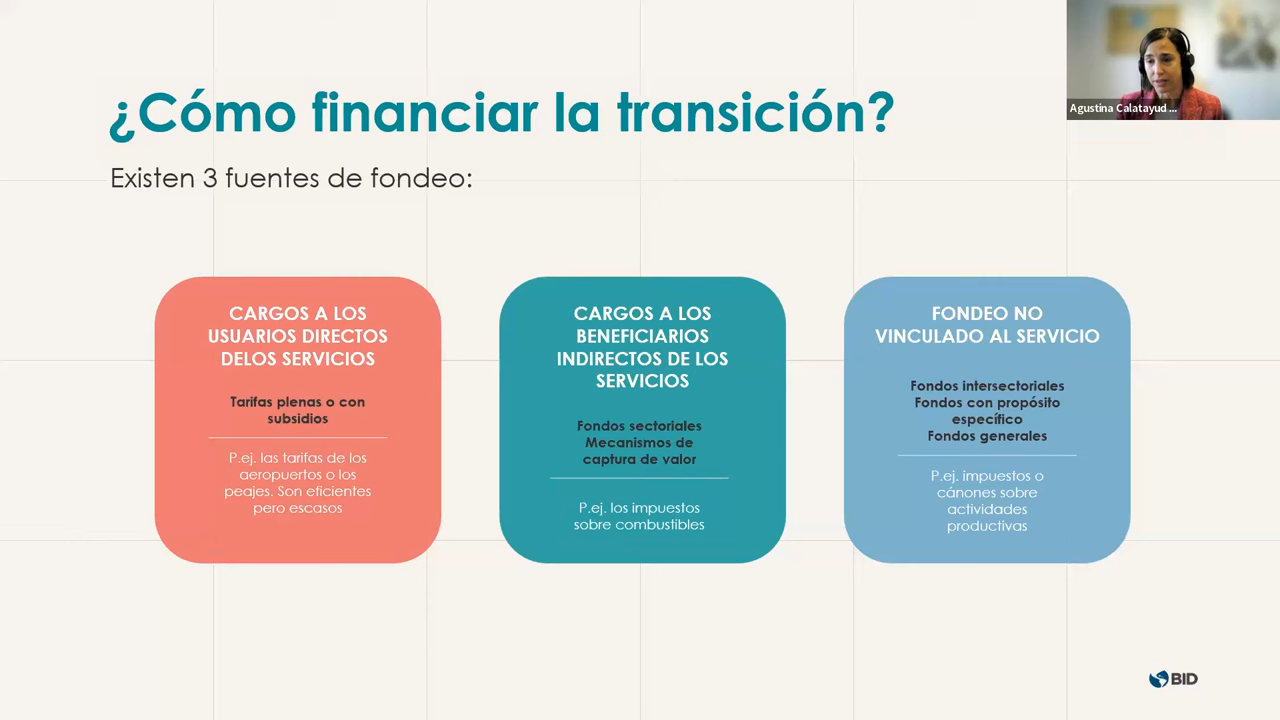 ¿Cómo financiar la transición?
Existen 3 fuentes de fondeo:
Agustina Calatayud ...
CARGOS A LOS
USUARIOS DIRECTOS
DELOS SERVICIOS
Tarifas plenas o con
subsidios
P.ej. las tarifas de los
aeropuertos o los
peajes. Son eficientes
pero escasos
CARGOS A LOS
BENEFICIARIOS
INDIRECTOS DE LOS
SERVICIOS
Fondos sectoriales
Mecanismos de
captura de valor
P.ej. los impuestos
sobre combustibles
FONDEO NO
VINCULADO AL SERVICIO
Fondos intersectoriales
Fondos con propósito
específico
Fondos generales
P.ej. impuestos o
cánones sobre
actividades
productivas
BID